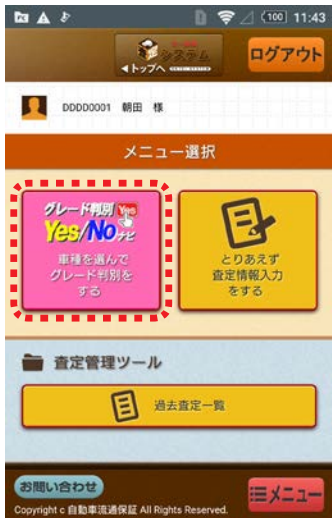 100 11:43
システム
◀トップへ
ログアウト
DDDD0001 朝田 様
メニュー選択
グレード判別 Yes
Yes/Noナビ
車種を選んで
グレード判別を
する
とりあえず
査定情報入力
をする
査定管理ツール
過去査定一覧
お問い合わせ
メニュー
Copyright c 自動車流通保証 All Rights Reserved.